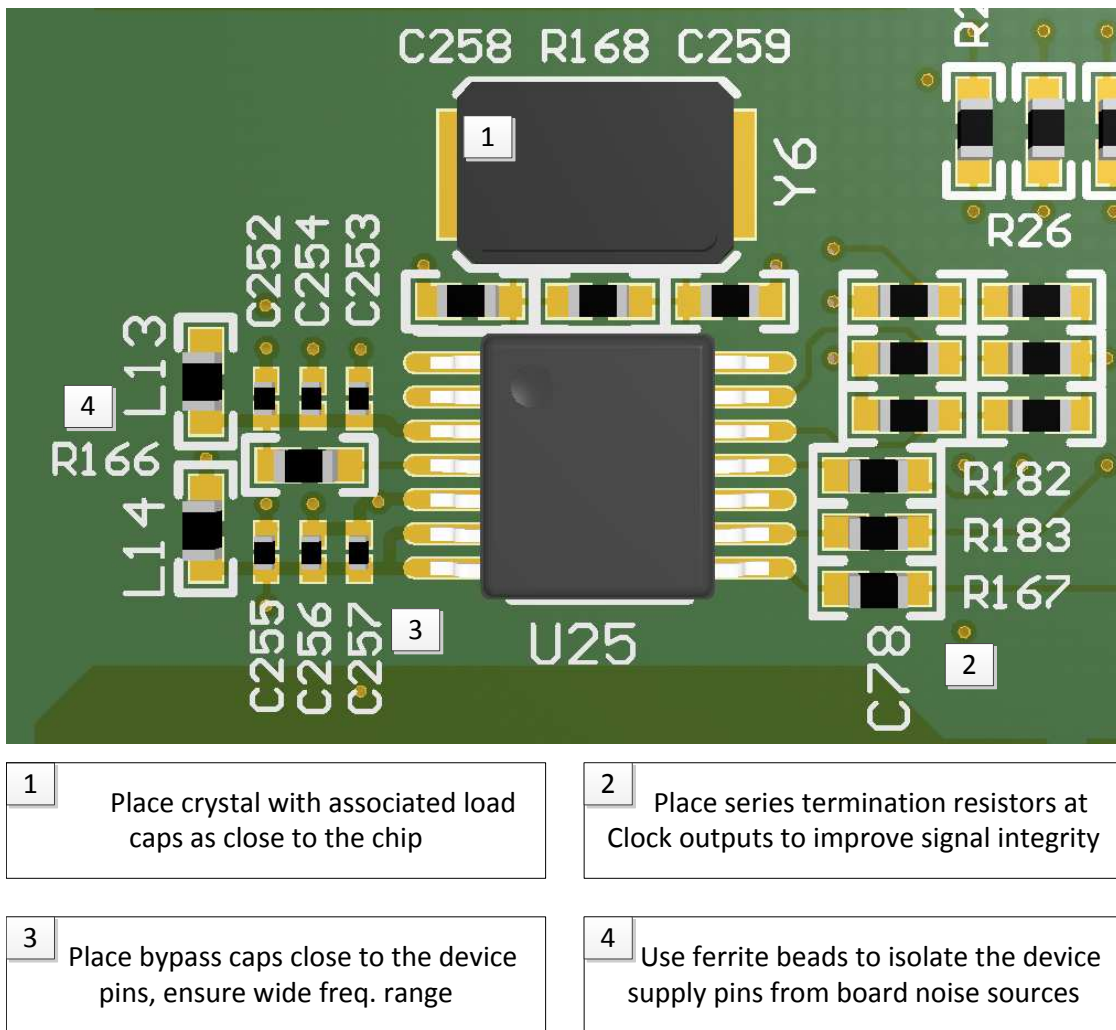 C258 R168 C259
1
Y6
R26
C252
C254
C253
L13
4
R166
L14
R182
R183
R167
C255
C256
C257
3
U25
C78
2
1
Place crystal with associated load
caps as close to the chip
2
Place series termination resistors at
Clock outputs to improve signal integrity
3
Place bypass caps close to the device
pins, ensure wide freq. range
4
Use ferrite beads to isolate the device
supply pins from board noise sources